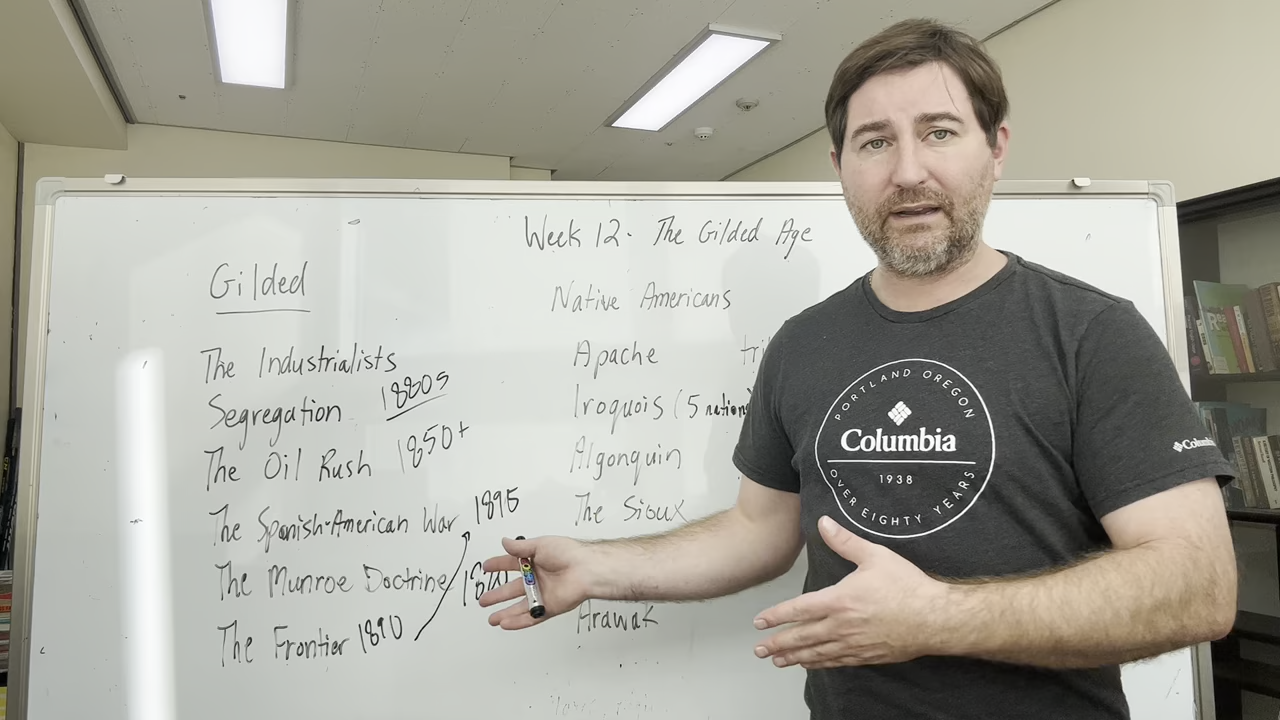 Week 12. The Gilded Age
Gilded
The Industrialists
Segregation 1880s
The Oil Rush 1850+
The Spanish-American War 1895
The Munroe Doctrine
The Frontier 1890
Native Americans
Apache
Iroquois (5 nations)
Algonquin
The Sioux
Arawak
PORTLAND OREGON
Columbia
1938
OVER EIGHTY YEARS
Columbia